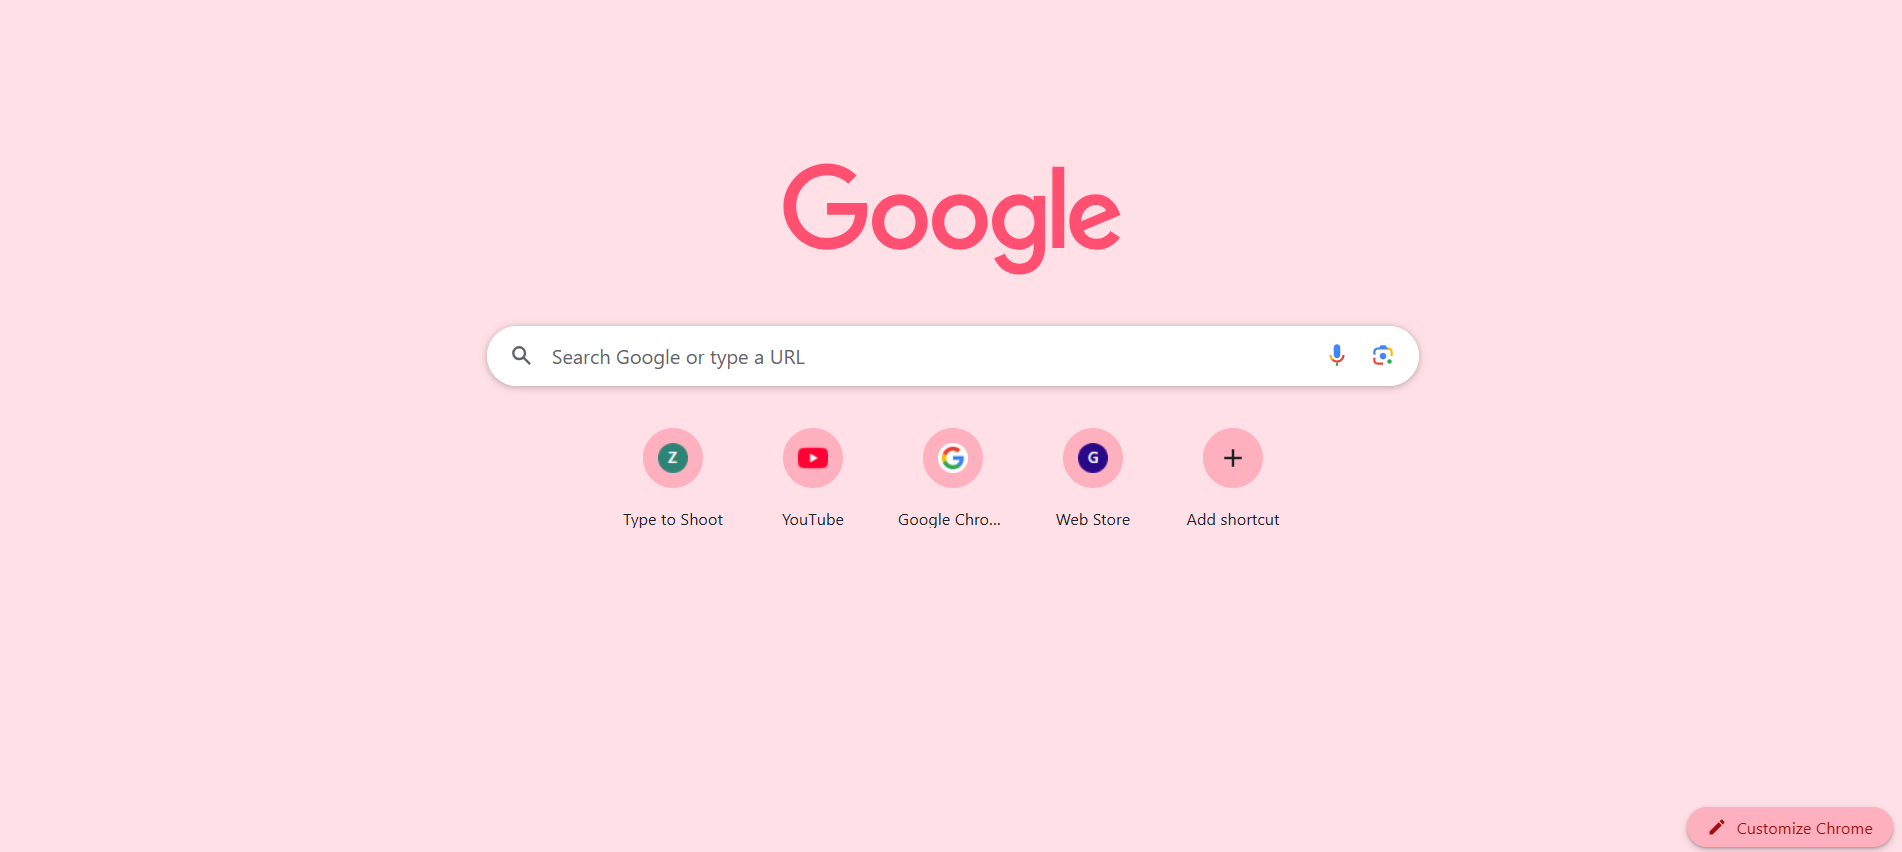 Google
Search Google or type a URL
Z
G
Type to Shoot
YouTube
Google Chro...
Web Store
Add shortcut
Customize Chrome